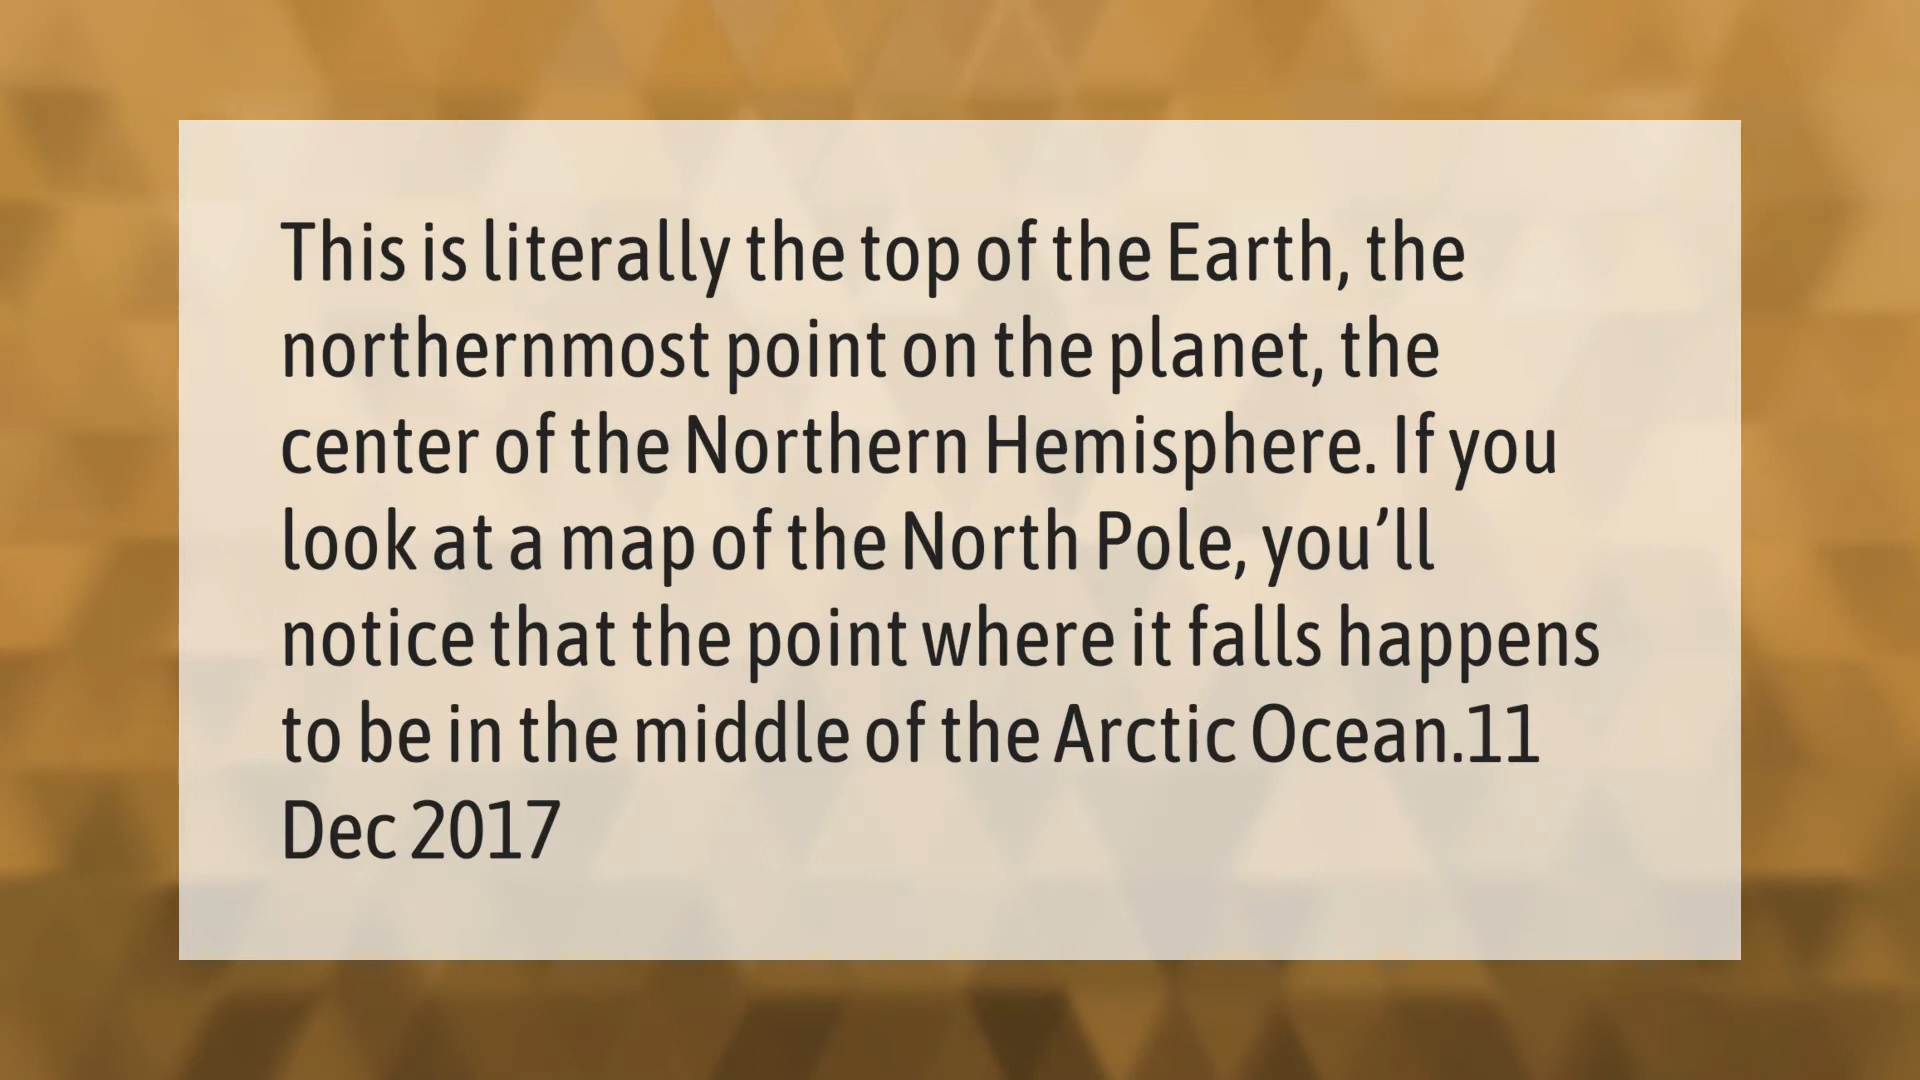 This is literally the top of the Earth, the
northernmost point on the planet, the
center of the Northern Hemisphere. If you
look at a map of the North Pole, you’ll
notice that the point where it falls happens
to be in the middle of the Arctic Ocean.11
Dec 2017